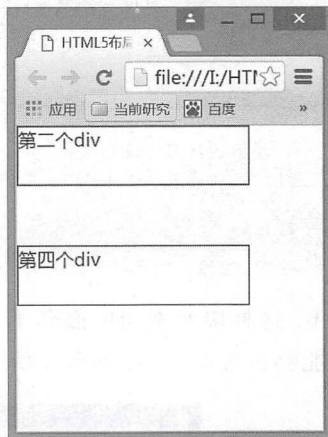 HTML5布局 ×
file:///I:/HTM
应用 当前研究 百度 »
第二个div
第四个div